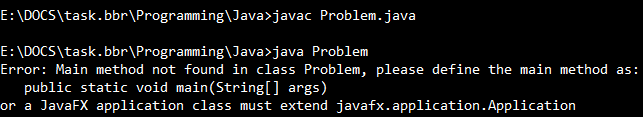 E:\DOCS\task.bbr\Programming\Java>javac Problem.java
E:\DOCS\task.bbr\Programming\Java>java Problem
Error: Main method not found in class Problem, please define the main method as:
public static void main(String[] args)
or a JavaFX application class must extend javafx.application.Application